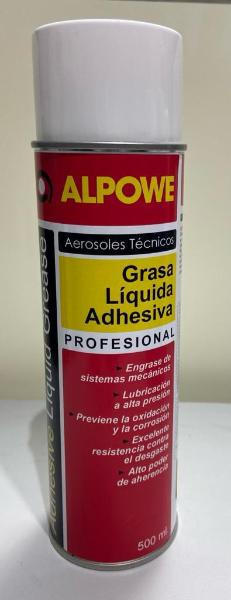 ALPOWE
Aerosoles Técnicos
Grasa
Líquida
Adhesiva
PROFESIONAL
Engrase de
sistemas mecánicos
Lubricación
a alta presión
Previene la oxidación
y la corrosión
Excelente
resistencia contra
el desgaste
Alto poder
de aherencia
500 ml
Adhesive Liquid Grease